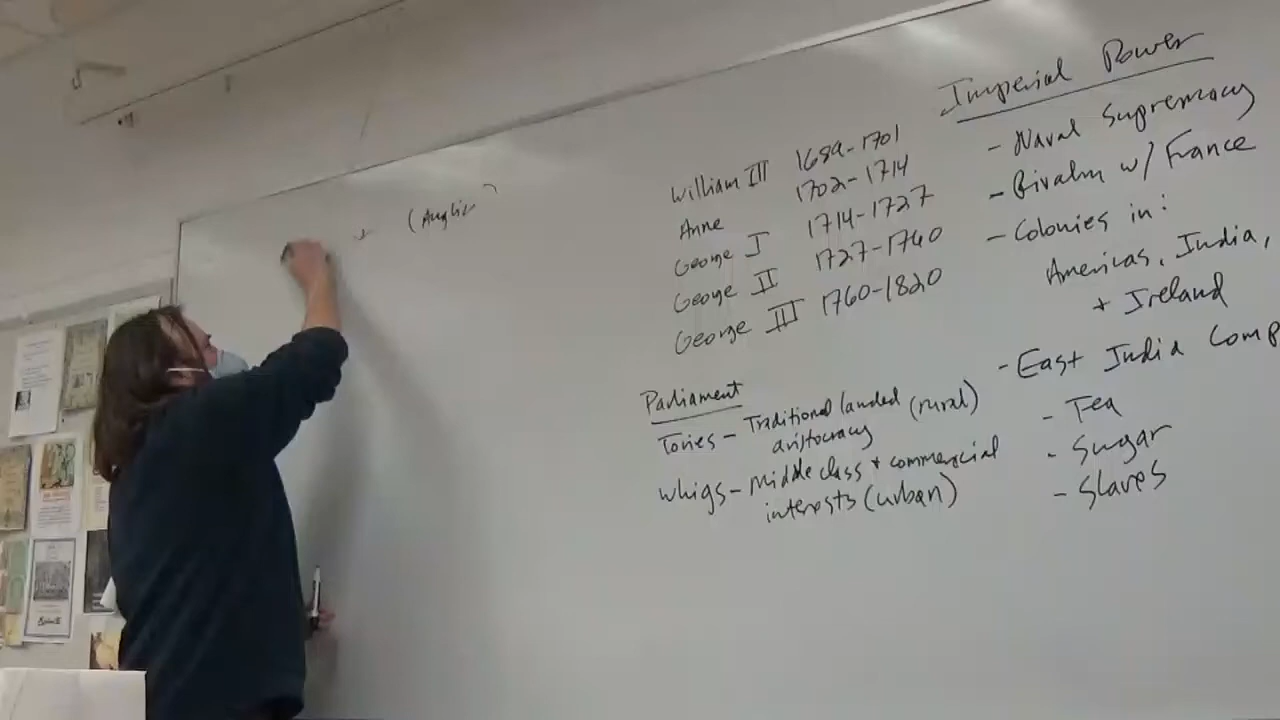 (Anglic
William III 1689-1701
Anne 1702-1714
George I 1714-1727
George II 1727-1760
George III 1760-1820
Parliament
Tories - Traditional landed (rural)
aristocracy
Whigs - Middle class + commercial
interests (urban)
Imperial Power
- Naval Supremacy
- Rivalry w/ France
- Colonies in:
Americas, India,
+ Ireland
- East India Comp
- Tea
- Sugar
- Slaves